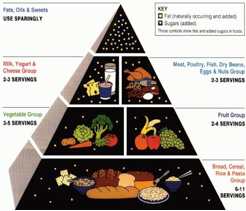 Fats, Oils & Sweets
USE SPARINGLY
KEY
Fat (naturally occurring and added)
Sugars (added)
These symbols show fats and added sugars in foods.
Milk, Yogurt &
Cheese Group
2-3 SERVINGS
Meat, Poultry, Fish, Dry Beans,
Eggs & Nuts Group
2-3 SERVINGS
Vegetable Group
3-5 SERVINGS
Fruit Group
2-4 SERVINGS
Bread, Cereal,
Rice & Pasta
Group
6-11
SERVINGS